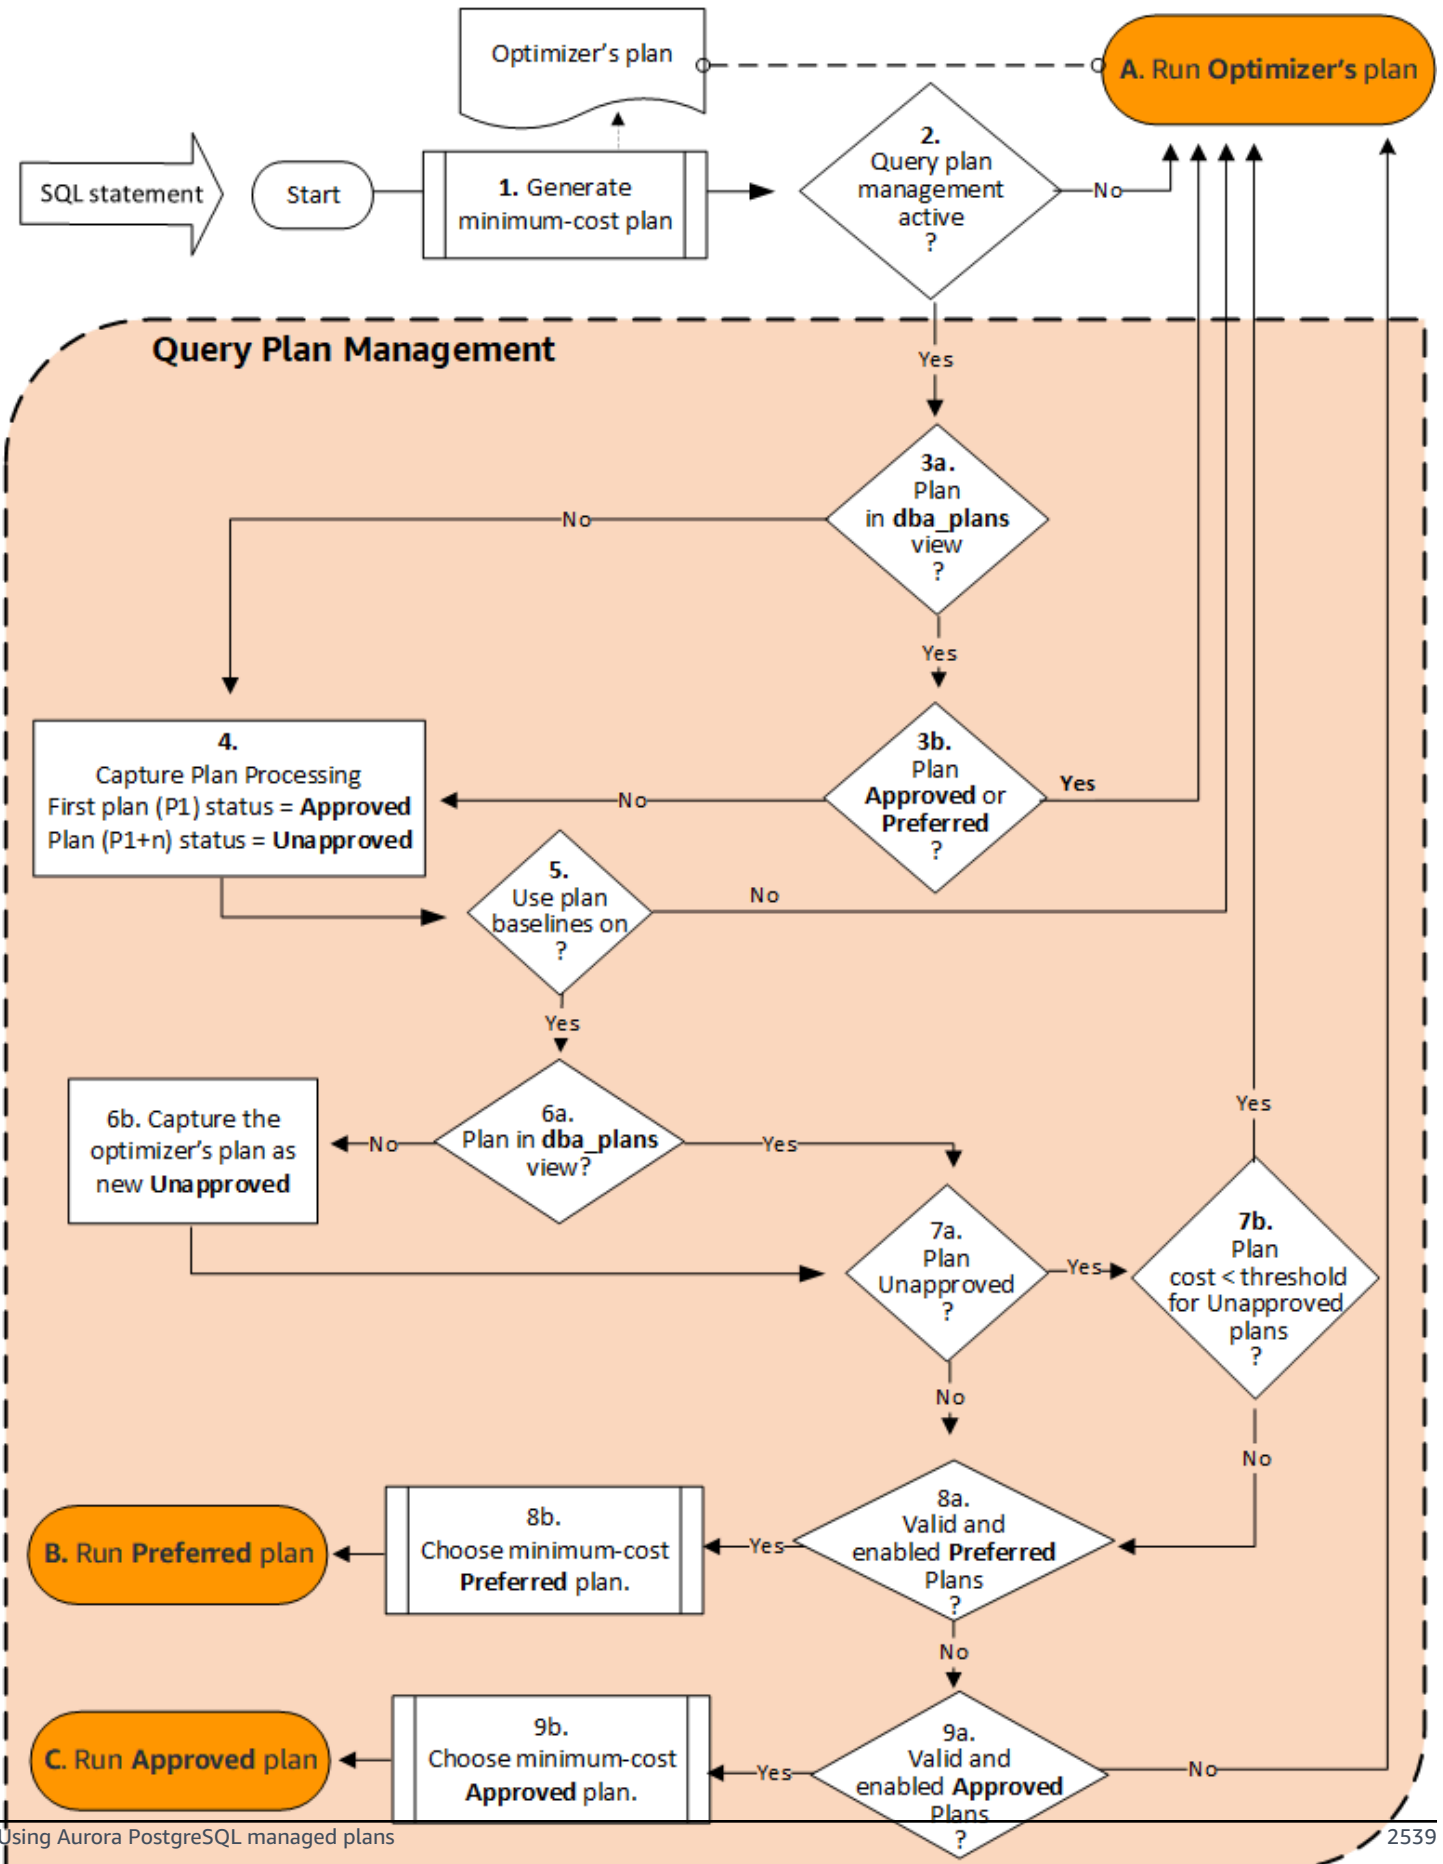 Optimizer's plan
A. Run Optimizer's plan
SQL statement
Start
1. Generate
minimum-cost plan
2.
Query plan
management
active
?
No
Query Plan Management
Yes
3a.
Plan
in dba_plans
view
?
No
Yes
4.
Capture Plan Processing
First plan (P1) status = Approved
Plan (P1+n) status = Unapproved
No
3b.
Plan
Approved or
Preferred
?
Yes
5.
Use plan
baselines on
?
No
Yes
6b. Capture the
optimizer's plan as
new Unapproved
No
6a.
Plan in dba_plans
view?
Yes
7a.
Plan
Unapproved
?
Yes
7b.
Plan
cost < threshold
for Unapproved
plans
?
Yes
No
No
B. Run Preferred plan
8b.
Choose minimum-cost
Preferred plan.
Yes
8a.
Valid and
enabled Preferred
Plans
?
No
C. Run Approved plan
9b.
Choose minimum-cost
Approved plan.
Yes
9a.
Valid and
enabled Approved
Plans
?
No
Using Aurora PostgreSQL managed plans
2539